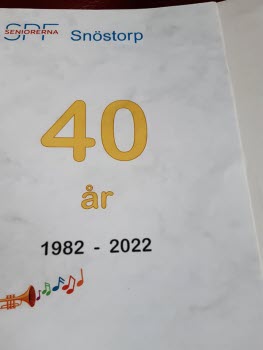 SPF Snöstorp
SENIORERNA
40
år
1982 - 2022